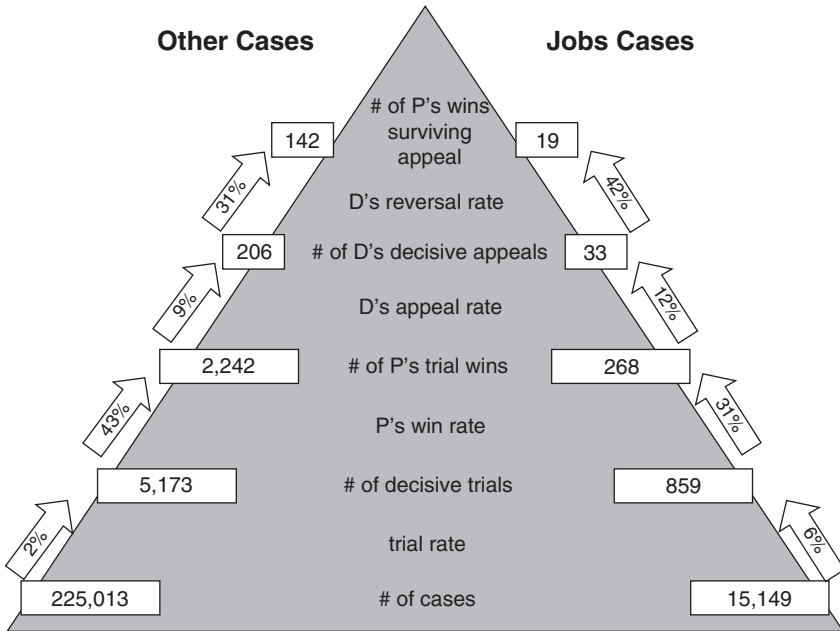 Other Cases
Jobs Cases
# of P's wins
surviving
appeal
142
19
31%
42%
D's reversal rate
206
# of D's decisive appeals
33
9%
12%
D's appeal rate
2,242
# of P's trial wins
268
43%
31%
P's win rate
5,173
# of decisive trials
859
2%
6%
trial rate
225,013
# of cases
15,149